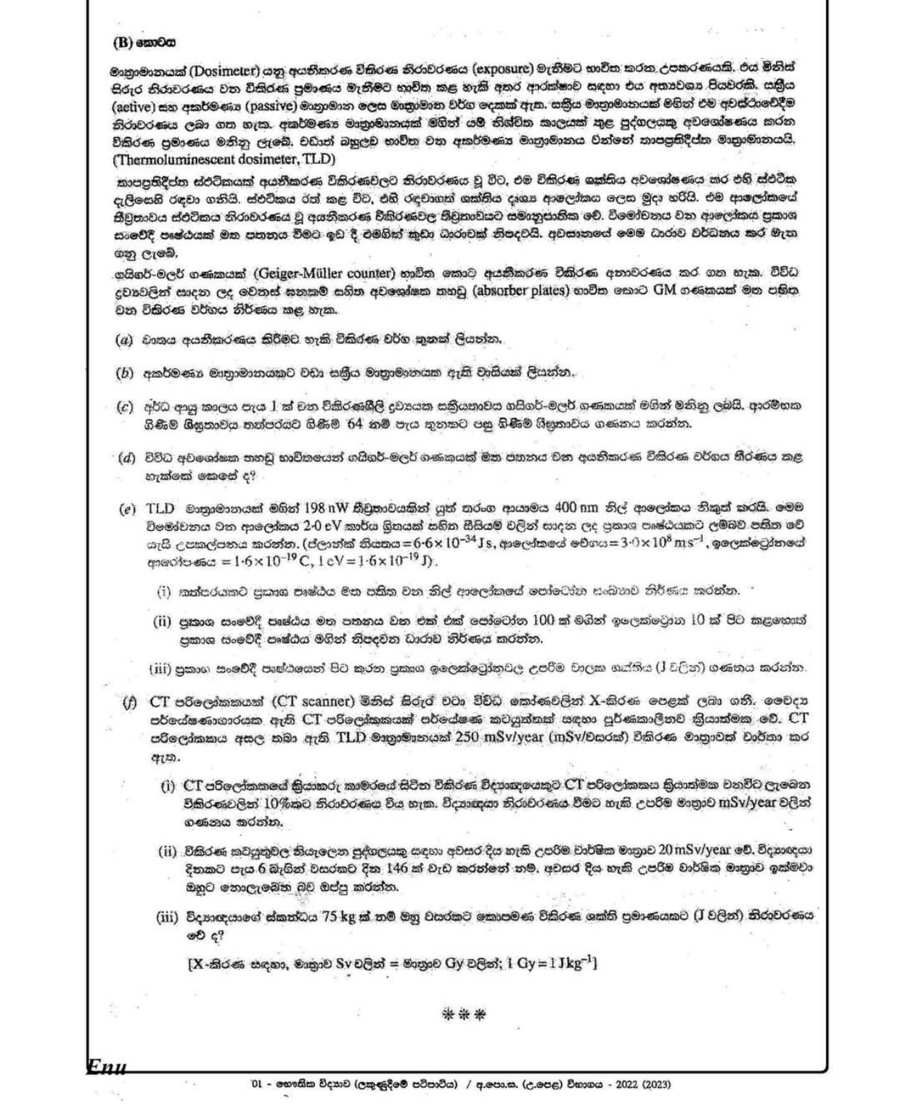 (B) කොටස
මාත්‍රාමානයක් (Dosimeter) යනු අයනීකරණ විකිරණ නිරාවරණය (exposure) මැනීමට භාවිත කරන උපකරණයකි. එය මිනිස්
සිරුර නිරාවරණය වන විකිරණ ප්‍රමාණය මැනීමට භාවිත කළ හැකි අතර ආරක්ෂාව සඳහා එය අත්‍යවශ්‍ය පියවරකි. සක්‍රීය
(active) සහ අකර්මණ්‍ය (passive) මාත්‍රාමාන ලෙස මාත්‍රාමාන වර්ග දෙකක් ඇත. සක්‍රීය මාත්‍රාමානයක් මගින් එම අවස්ථාවේදීම
නිරාවරණය ලබා ගත හැක. අකර්මණ්‍ය මාත්‍රාමානයක් මගින් යම් නිශ්චිත කාලයක් තුළ පුද්ගලයකු අවශෝෂණය කරන
විකිරණ ප්‍රමාණය මනිනු ලැබේ. වඩාත් බහුලව භාවිත වන අකර්මණ්‍ය මාත්‍රාමානය වන්නේ තාපප්‍රතිදීප්ත මාත්‍රාමානයයි.
(Thermoluminescent dosimeter, TLD)
තාපප්‍රතිදීප්ත ස්ඵටිකයක් අයනීකරණ විකිරණවලට නිරාවරණය වූ විට, එම විකිරණ ශක්තිය අවශෝෂණය කර එහි ස්ඵටික
දැලිසෙහි රඳවා ගනියි. ස්ඵටිකය රත් කළ විට, එහි රඳවාගත් ශක්තිය දෘශ්‍ය ආලෝකය ලෙස මුදා හරියි. එම ආලෝකයේ
තීව්‍රතාවය ස්ඵටිකය නිරාවරණය වූ අයනීකරණ විකිරණවල තීව්‍රතාවයට සමානුපාතික වේ. විමෝචනය වන ආලෝකය ප්‍රකාශ
සංවේදී පෘෂ්ඨයක් මත පතනය වීමට ඉඩ දී එමගින් කුඩා ධාරාවක් නිපදවයි. අවසානයේ මෙම ධාරාව වර්ධනය කර මැන
ගනු ලැබේ.
ගයිගර්-මලර් ගණකයක් (Geiger-Müller counter) භාවිත කොට අයනීකරණ විකිරණ අනාවරණය කර ගත හැක. විවිධ
ද්‍රව්‍යවලින් සාදන ලද වෙනස් ඝනකම් සහිත අවශෝෂක තහඩු (absorber plates) භාවිත කොට GM ගණකයක් මත පතිත
වන විකිරණ වර්ගය නිර්ණය කළ හැක.
(a) වාතය අයනීකරණය කිරීමට හැකි විකිරණ වර්ග තුනක් ලියන්න.
(b) අකර්මණ්‍ය මාත්‍රාමානයකට වඩා සක්‍රීය මාත්‍රාමානයක ඇති වාසියක් ලියන්න.
(c) අර්ධ ආයු කාලය පැය 1 ක් වන විකිරණශීලී ද්‍රව්‍යයක සක්‍රියතාවය ගයිගර්-මලර් ගණකයක් මගින් මනිනු ලබයි. ආරම්භක
ගිණීම් ශීඝ්‍රතාවය තත්පරයට ගිණීම් 64 නම් පැය තුනකට පසු ගිණීම් ශීඝ්‍රතාවය ගණනය කරන්න.
(d) විවිධ අවශෝෂක තහඩු භාවිතයෙන් ගයිගර්-මලර් ගණකයක් මත පතනය වන අයනීකරණ විකිරණ වර්ගය තීරණය කළ
හැක්කේ කෙසේ ද?
(e) TLD මාත්‍රාමානයක් මගින් 198 nW තීව්‍රතාවයකින් යුත් තරංග ආයාමය 400 nm නිල් ආලෝකය නිකුත් කරයි. මෙම
විමෝචනය වන ආලෝකය 2·0 eV කාර්ය ශ්‍රිතයක් සහිත සීසියම් වලින් සාදන ලද ප්‍රකාශ පෘෂ්ඨයකට ලම්බව පතිත වේ
යැයි උපකල්පනය කරන්න. (ප්ලාන්ක් නියතය = 6·6 × 10⁻³⁴ J s, ආලෝකයේ වේගය = 3·0 × 10⁸ m s⁻¹, ඉලෙක්ට්‍රෝනයේ
ආරෝපණය = 1·6 × 10⁻¹⁹ C, 1 eV = 1·6 × 10⁻¹⁹ J).
(i) තත්පරයකට ප්‍රකාශ පෘෂ්ඨය මත පතිත වන නිල් ආලෝකයේ පෝටෝන සංඛ්‍යාව නිර්ණය කරන්න.
(ii) ප්‍රකාශ සංවේදී පෘෂ්ඨය මත පතනය වන එක් එක් පෝටෝන 100 ක් මගින් ඉලෙක්ට්‍රෝන 10 ක් පිට කළහොත්
ප්‍රකාශ සංවේදී පෘෂ්ඨය මගින් නිපදවන ධාරාව නිර්ණය කරන්න.
(iii) ප්‍රකාශ සංවේදී පෘෂ්ඨයෙන් පිට කරන ප්‍රකාශ ඉලෙක්ට්‍රෝනවල උපරිම චාලක ශක්තිය (J වලින්) ගණනය කරන්න.
(f) CT පරිලෝකකයක් (CT scanner) මිනිස් සිරුර වටා විවිධ කෝණවලින් X-කිරණ පෙළක් ලබා ගනී. වෛද්‍ය
පර්යේෂණාගාරයක ඇති CT පරිලෝකකයක් පර්යේෂණ කටයුත්තක් සඳහා පූර්ණකාලීනව ක්‍රියාත්මක වේ. CT
පරිලෝකකය අසල තබා ඇති TLD මාත්‍රාමානයක් 250 mSv/year (mSv/වසරක්) විකිරණ මාත්‍රාවක් වාර්තා කර
ඇත.
(i) CT පරිලෝකකයේ ක්‍රියාකරු කාමරයේ සිටින විකිරණ විද්‍යාඥයෙකුට CT පරිලෝකකය ක්‍රියාත්මක වනවිට ලැබෙන
විකිරණවලින් 10%කට නිරාවරණය විය හැක. විද්‍යාඥයා නිරාවරණය වීමට හැකි උපරිම මාත්‍රාව mSv/year වලින්
ගණනය කරන්න.
(ii) විකිරණ කටයුතුවල නියැලෙන පුද්ගලයකු සඳහා අවසර දිය හැකි උපරිම වාර්ෂික මාත්‍රාව 20 mSv/year වේ. විද්‍යාඥයා
දිනකට පැය 6 බැගින් වසරකට දින 146 ක් වැඩ කරන්නේ නම්, අවසර දිය හැකි උපරිම වාර්ෂික මාත්‍රාව ඉක්මවා
ඔහුට නොලැබෙන බව ඔප්පු කරන්න.
(iii) විද්‍යාඥයාගේ ස්කන්ධය 75 kg ක් නම් ඔහු වසරකට කොපමණ විකිරණ ශක්ති ප්‍රමාණයකට (J වලින්) නිරාවරණය
වේ ද?
[X-කිරණ සඳහා, මාත්‍රාව Sv වලින් = මාත්‍රාව Gy වලින්; 1 Gy = 1 J kg⁻¹]
＊＊＊
Enu
01 - භෞතික විද්‍යාව (ලකුණුදීමේ පටිපාටිය) / අ.පො.ස. (උ.පෙළ) විභාගය - 2022 (2023)